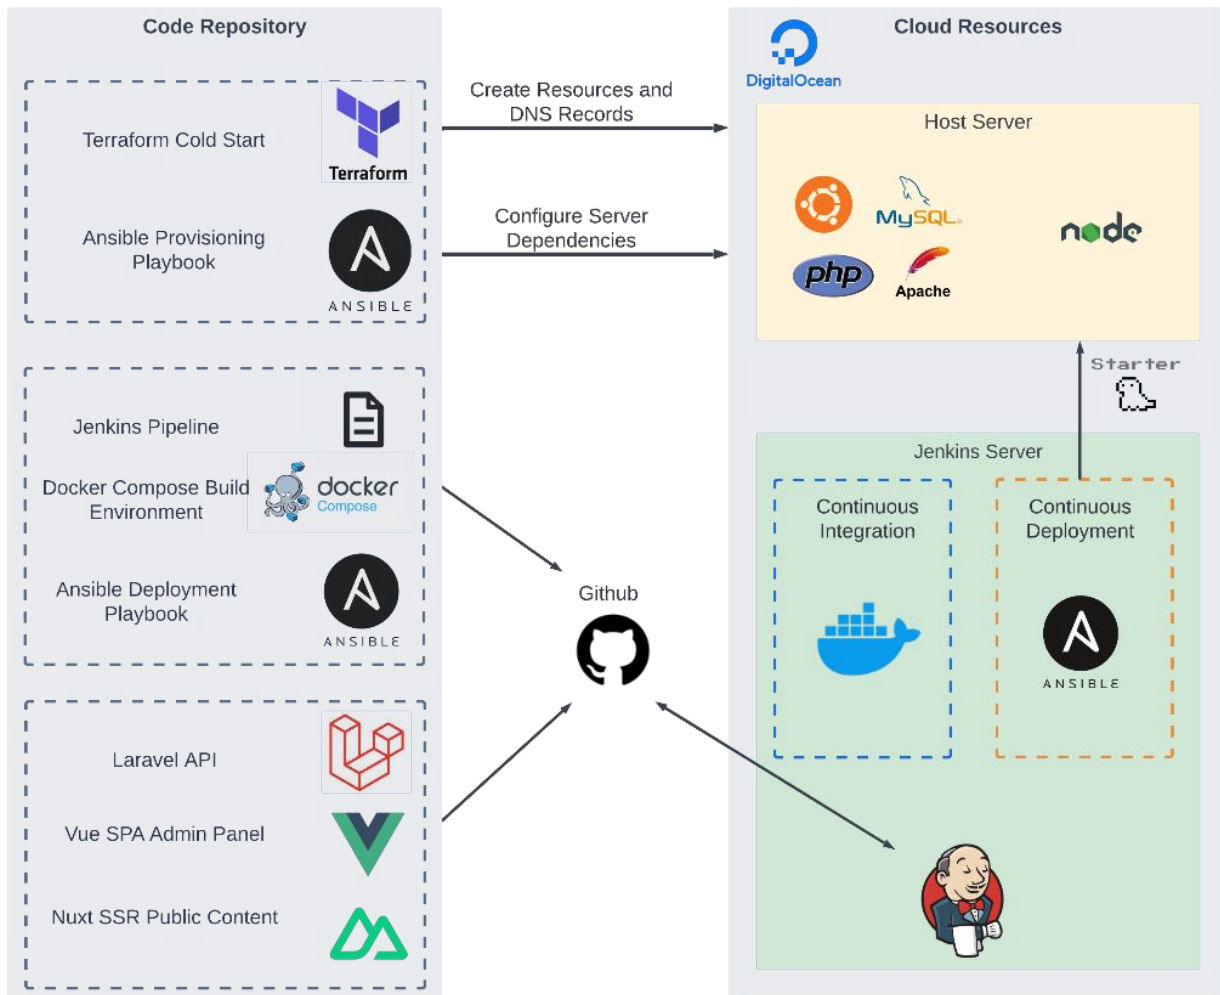 Code Repository
Terraform Cold Start
Terraform
Ansible Provisioning
Playbook
ANSIBLE
Jenkins Pipeline
Docker Compose Build
Environment
docker
Compose
Ansible Deployment
Playbook
ANSIBLE
Laravel API
Vue SPA Admin Panel
Nuxt SSR Public Content
Create Resources and
DNS Records
Configure Server
Dependencies
Github
Cloud Resources
DigitalOcean
Host Server
MySQL
php
Apache
node
Starter
Jenkins Server
Continuous
Integration
Continuous
Deployment
ANSIBLE